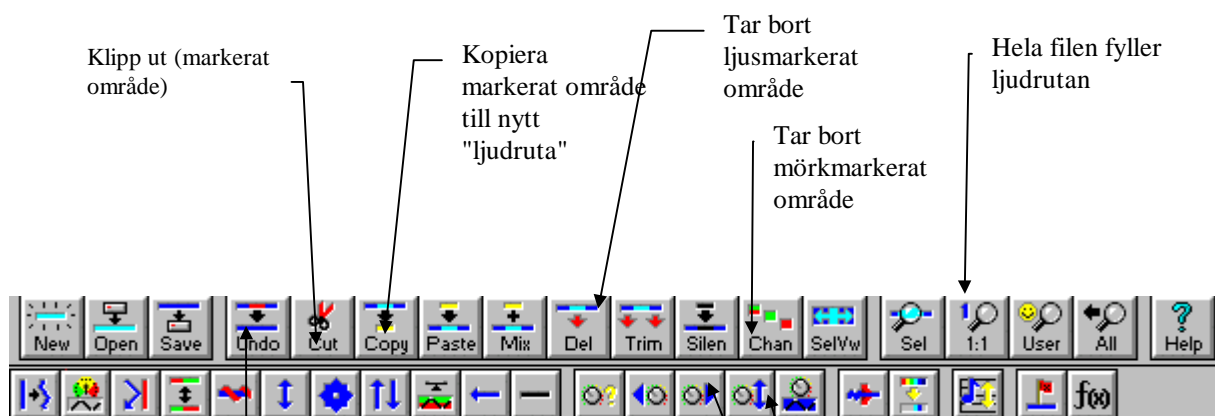 Klipp ut (markerat
område)
Kopiera
markerat område
till nytt
"ljudruta"
Tar bort
ljusmarkerat
område
Tar bort
mörkmarkerat
område
Hela filen fyller
ljudrutan
New Open Save Undo Cut Copy Paste Mix Del Trim Silen Chan SelVw Sel 1:1 User All Help
f(x)